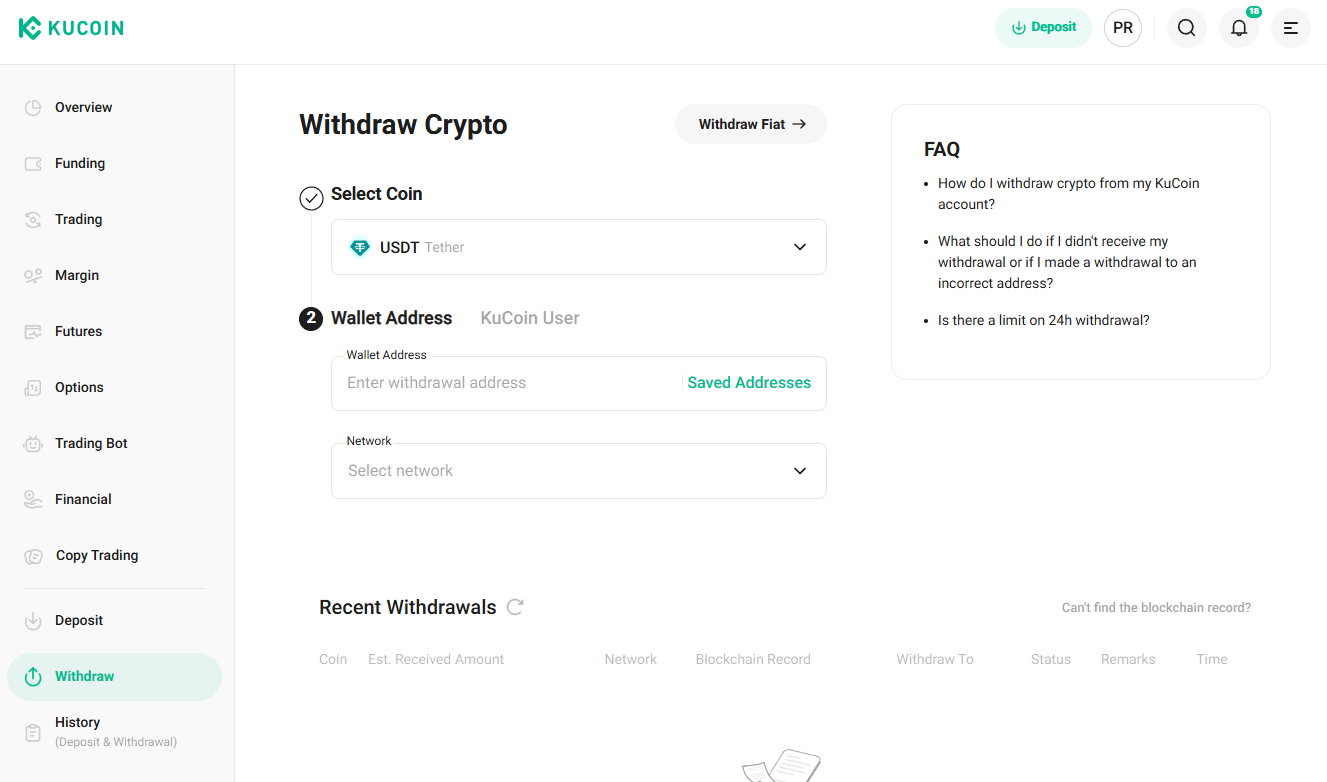 KUCOIN
Deposit
PR
18
Overview
Funding
Trading
Margin
Futures
Options
Trading Bot
Financial
Copy Trading
Deposit
Withdraw
History
(Deposit & Withdrawal)
Withdraw Crypto
Withdraw Fiat →
Select Coin
USDT Tether
2 Wallet Address KuCoin User
Wallet Address
Enter withdrawal address Saved Addresses
Network
Select network
FAQ
• How do I withdraw crypto from my KuCoin
account?
• What should I do if I didn't receive my
withdrawal or if I made a withdrawal to an
incorrect address?
• Is there a limit on 24h withdrawal?
Recent Withdrawals
Can't find the blockchain record?
Coin Est. Received Amount Network Blockchain Record Withdraw To Status Remarks Time